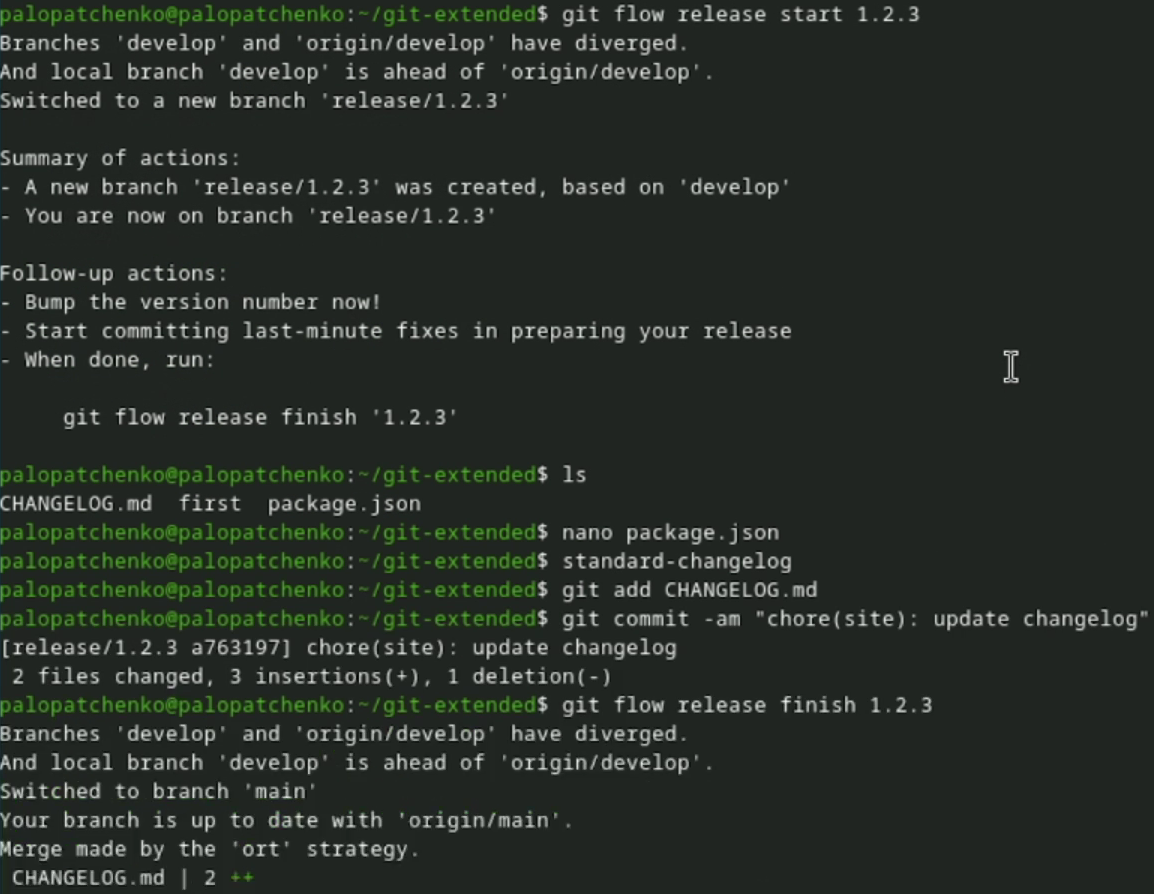 palopatchenko@palopatchenko:~/git-extended$ git flow release start 1.2.3
Branches 'develop' and 'origin/develop' have diverged.
And local branch 'develop' is ahead of 'origin/develop'.
Switched to a new branch 'release/1.2.3'
Summary of actions:
- A new branch 'release/1.2.3' was created, based on 'develop'
- You are now on branch 'release/1.2.3'
Follow-up actions:
- Bump the version number now!
- Start committing last-minute fixes in preparing your release
- When done, run:
git flow release finish '1.2.3'
palopatchenko@palopatchenko:~/git-extended$ ls
CHANGELOG.md  first  package.json
palopatchenko@palopatchenko:~/git-extended$ nano package.json
palopatchenko@palopatchenko:~/git-extended$ standard-changelog
palopatchenko@palopatchenko:~/git-extended$ git add CHANGELOG.md
palopatchenko@palopatchenko:~/git-extended$ git commit -am "chore(site): update changelog"
[release/1.2.3 a763197] chore(site): update changelog
2 files changed, 3 insertions(+), 1 deletion(-)
palopatchenko@palopatchenko:~/git-extended$ git flow release finish 1.2.3
Branches 'develop' and 'origin/develop' have diverged.
And local branch 'develop' is ahead of 'origin/develop'.
Switched to branch 'main'
Your branch is up to date with 'origin/main'.
Merge made by the 'ort' strategy.
CHANGELOG.md | 2 ++